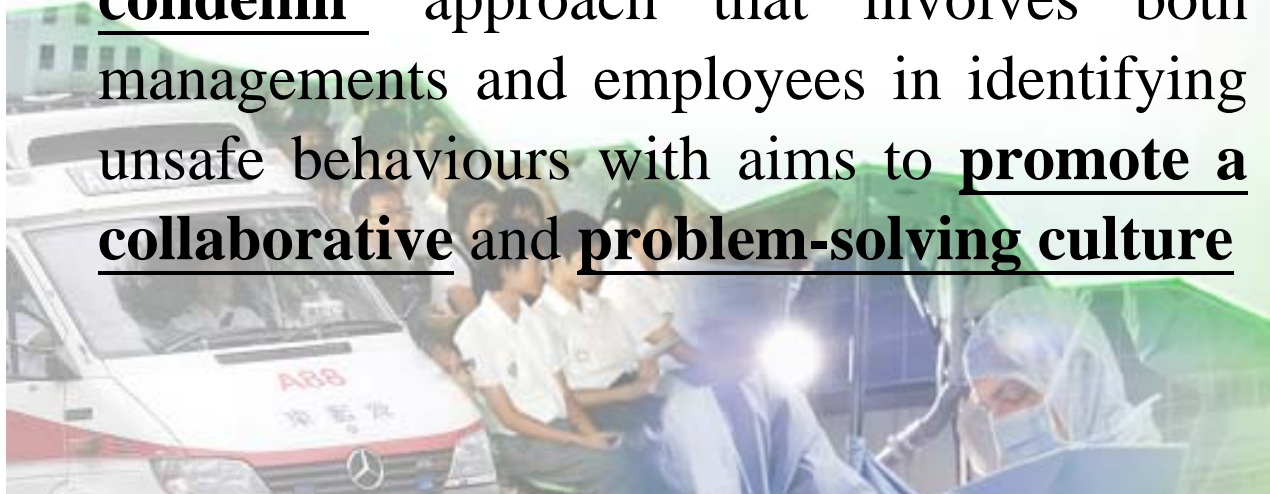 condemn" approach that involves both
managements and employees in identifying
unsafe behaviours with aims to promote a
collaborative and problem-solving culture
A88